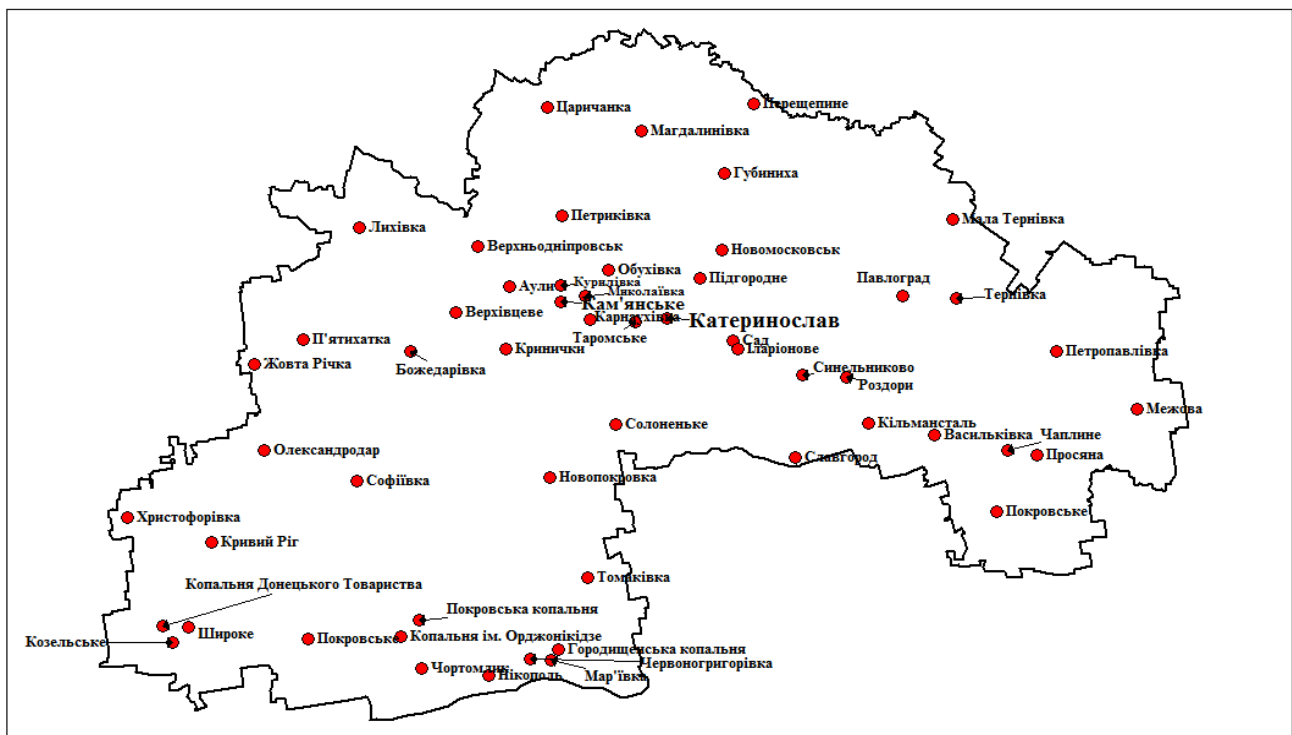 Царичанка
Перещепине
Магдалинівка
Губиниха
Петриківка
Мала Тернівка
Лихівка
Верхньодніпровськ
Новомосковськ
Обухівка
Підгородне
Павлоград
Аули
Курилівка
Миколаївка
Тернівка
Кам'янське
Верхівцеве
Карнаухівка
Катеринослав
Таромське
П'ятихатка
Сад
Кринички
Іларіонове
Петропавлівка
Жовта Річка
Божедарівка
Синельниково
Роздори
Межова
Солоненьке
Кільмансталь
Васильківка
Чаплине
Олександродар
Славгород
Просяна
Софіївка
Новопокровка
Христофорівка
Покровське
Кривий Ріг
Томаківка
Копальня Донецького Товариства
Покровська копальня
Широке
Козельське
Покровське
Копальня ім. Орджонікідзе
Городищенська копальня
Червоногригорівка
Чортомлик
Нікополь
Мар'ївка